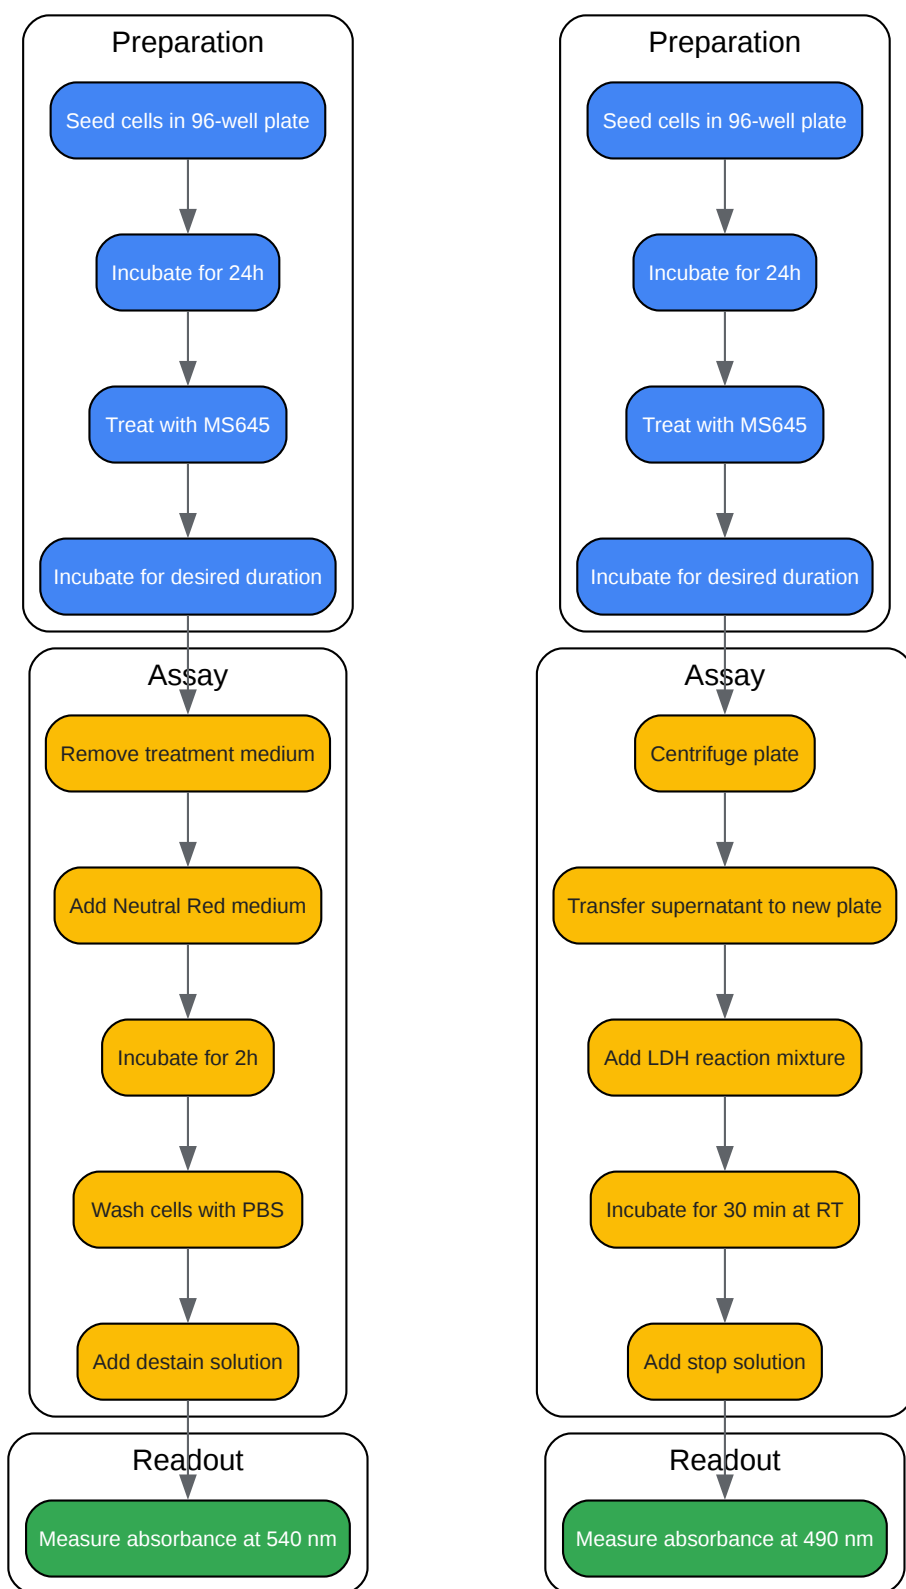 Preparation
Seed cells in 96-well plate
Incubate for 24h
Treat with MS645
Incubate for desired duration
Assay
Remove treatment medium
Add Neutral Red medium
Incubate for 2h
Wash cells with PBS
Add destain solution
Readout
Measure absorbance at 540 nm
Preparation
Seed cells in 96-well plate
Incubate for 24h
Treat with MS645
Incubate for desired duration
Assay
Centrifuge plate
Transfer supernatant to new plate
Add LDH reaction mixture
Incubate for 30 min at RT
Add stop solution
Readout
Measure absorbance at 490 nm